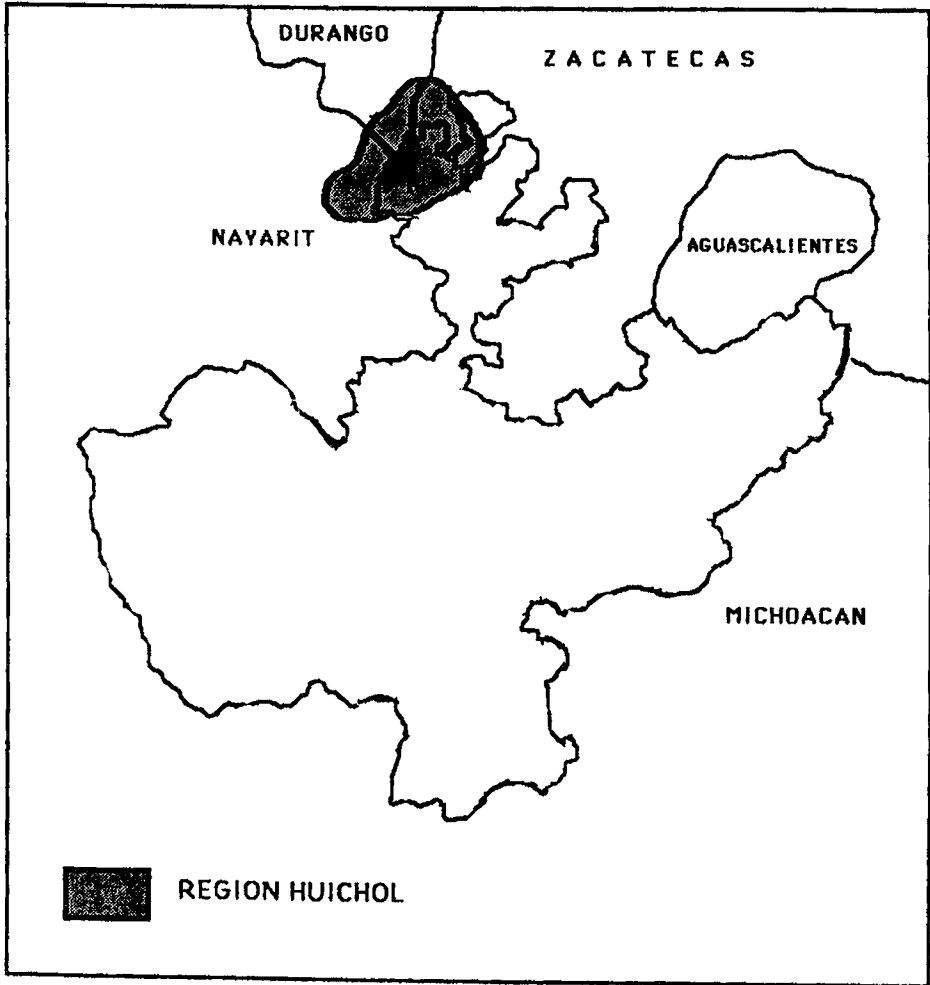 DURANGO
ZACATECAS
NAYARIT
AGUASCALIENTES
MICHOACAN
REGION HUICHOL